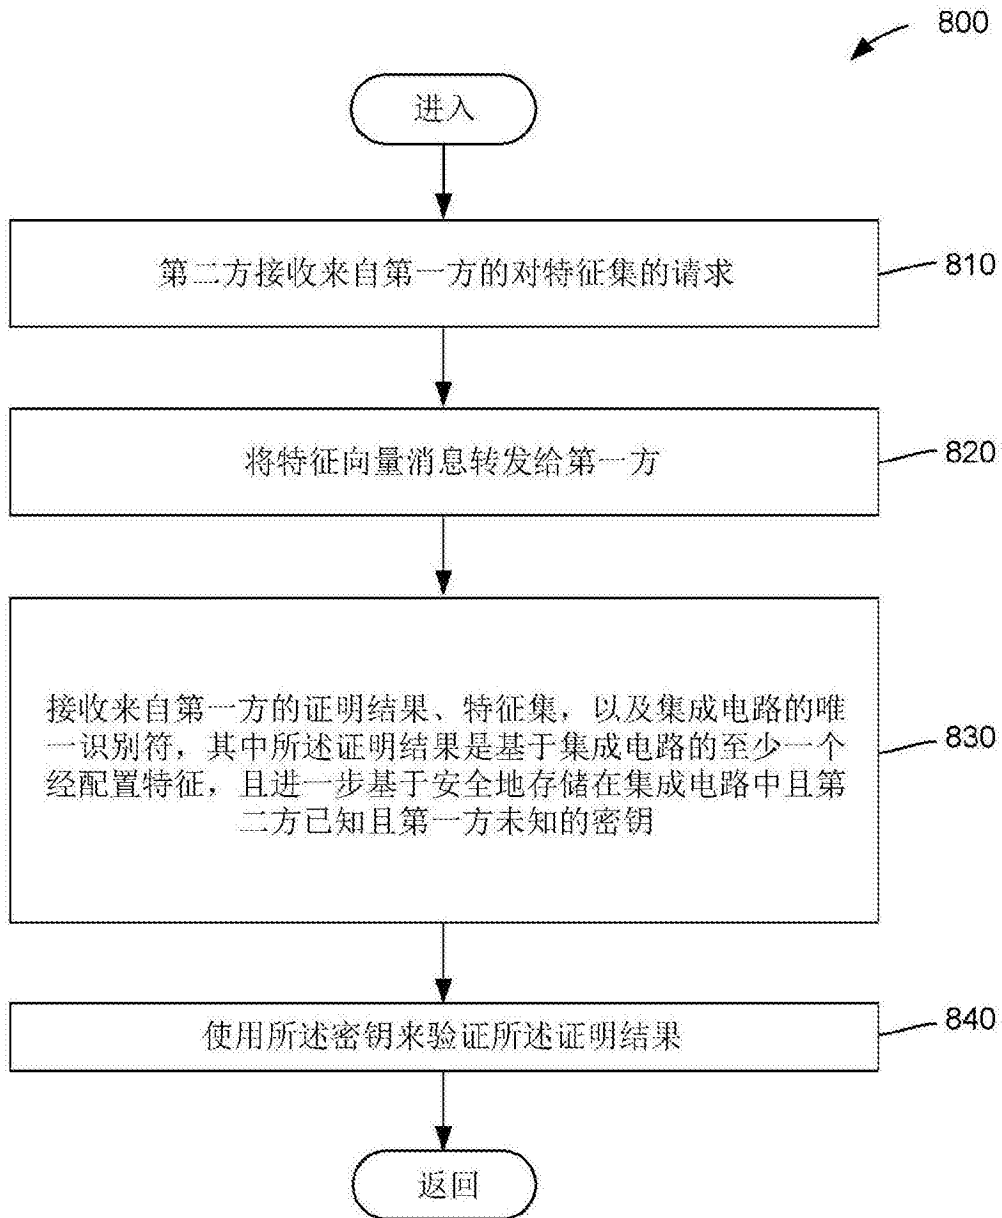 800
进入
第二方接收来自第一方的对特征集的请求
810
将特征向量消息转发给第一方
820
接收来自第一方的证明结果、特征集，以及集成电路的唯
一识别符，其中所述证明结果是基于集成电路的至少一个
经配置特征，且进一步基于安全地存储在集成电路中且第
二方已知且第一方未知的密钥
830
使用所述密钥来验证所述证明结果
840
返回